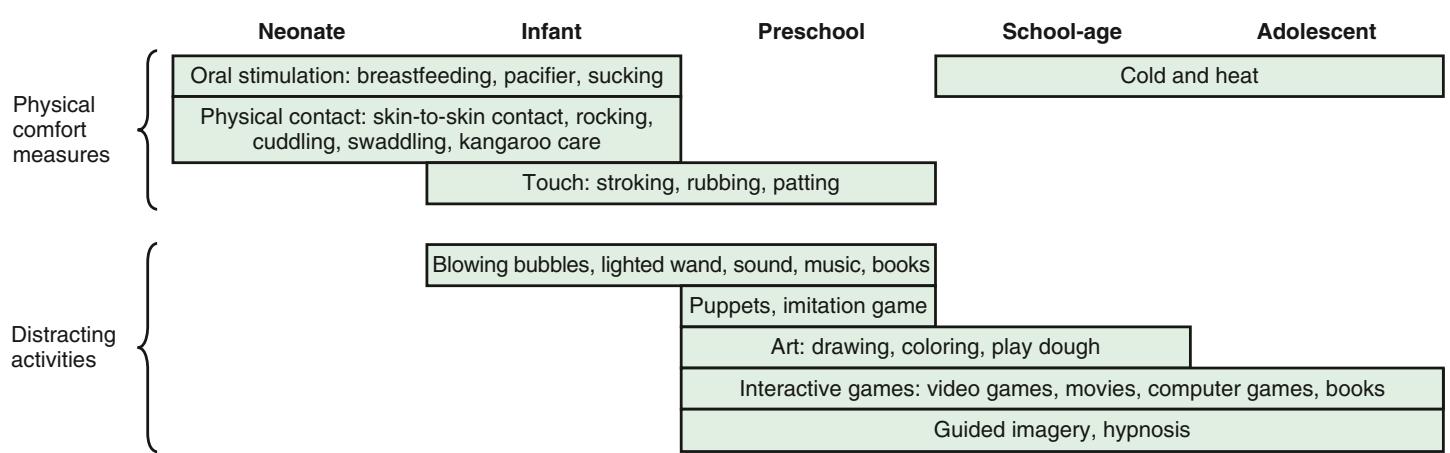 Neonate Infant Preschool School-age Adolescent
Physical
comfort
measures
Oral stimulation: breastfeeding, pacifier, sucking
Cold and heat
Physical contact: skin-to-skin contact, rocking,
cuddling, swaddling, kangaroo care
Touch: stroking, rubbing, patting
Distracting
activities
Blowing bubbles, lighted wand, sound, music, books
Puppets, imitation game
Art: drawing, coloring, play dough
Interactive games: video games, movies, computer games, books
Guided imagery, hypnosis